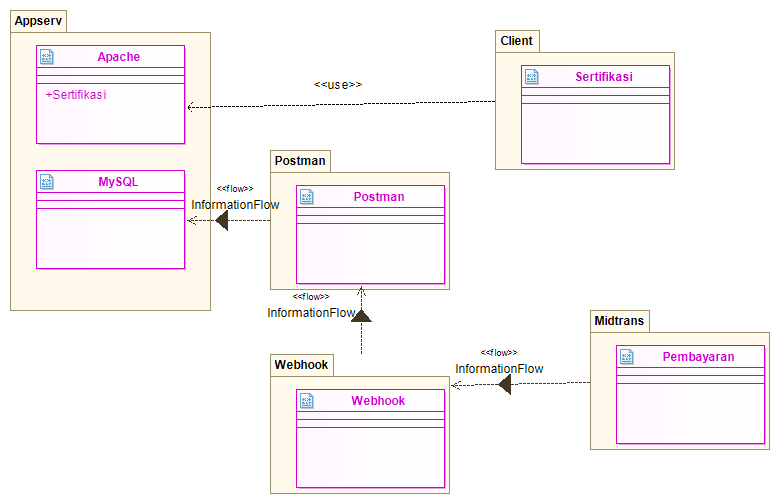 Appserv
Apache
+Sertifikasi
MySQL
Client
Sertifikasi
<<use>>
Postman
Postman
<<flow>>
InformationFlow
<<flow>>
InformationFlow
Webhook
Webhook
<<flow>>
InformationFlow
Midtrans
Pembayaran